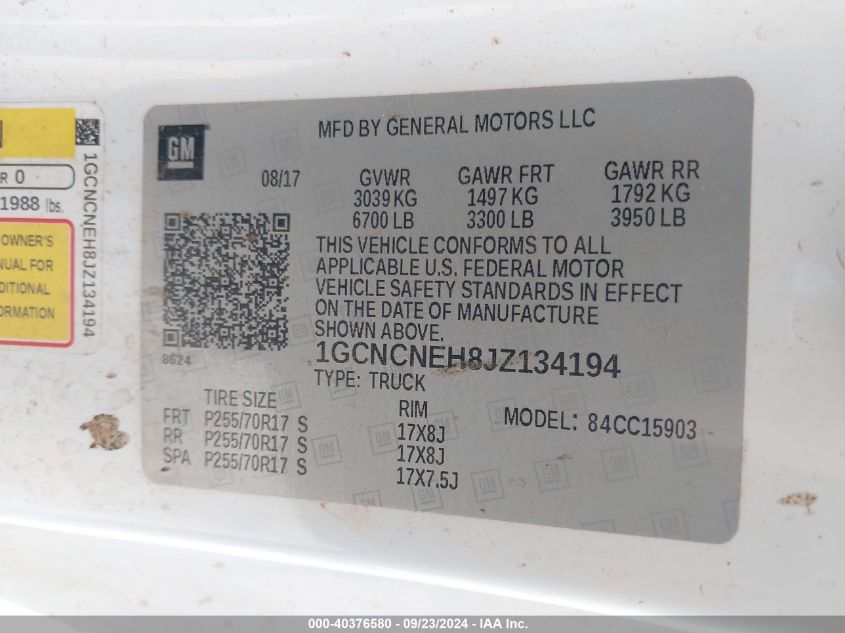 R 0
1988 lbs.
OWNER'S
NUAL FOR
DITIONAL
ORMATION
1GCNCNEH8JZ134194
GM
MFD BY GENERAL MOTORS LLC
08/17
GVWR GAWR FRT GAWR RR
3039 KG 1497 KG 1792 KG
6700 LB 3300 LB 3950 LB
THIS VEHICLE CONFORMS TO ALL
APPLICABLE U.S. FEDERAL MOTOR
VEHICLE SAFETY STANDARDS IN EFFECT
ON THE DATE OF MANUFACTURE
SHOWN ABOVE.
8624
1GCNCNEH8JZ134194
TYPE: TRUCK
TIRE SIZE RIM
FRT P255/70R17 S 17X8J
RR P255/70R17 S 17X8J
SPA P255/70R17 S 17X7.5J
MODEL: 84CC15903
000-40376580 - 09/23/2024 - IAA Inc.